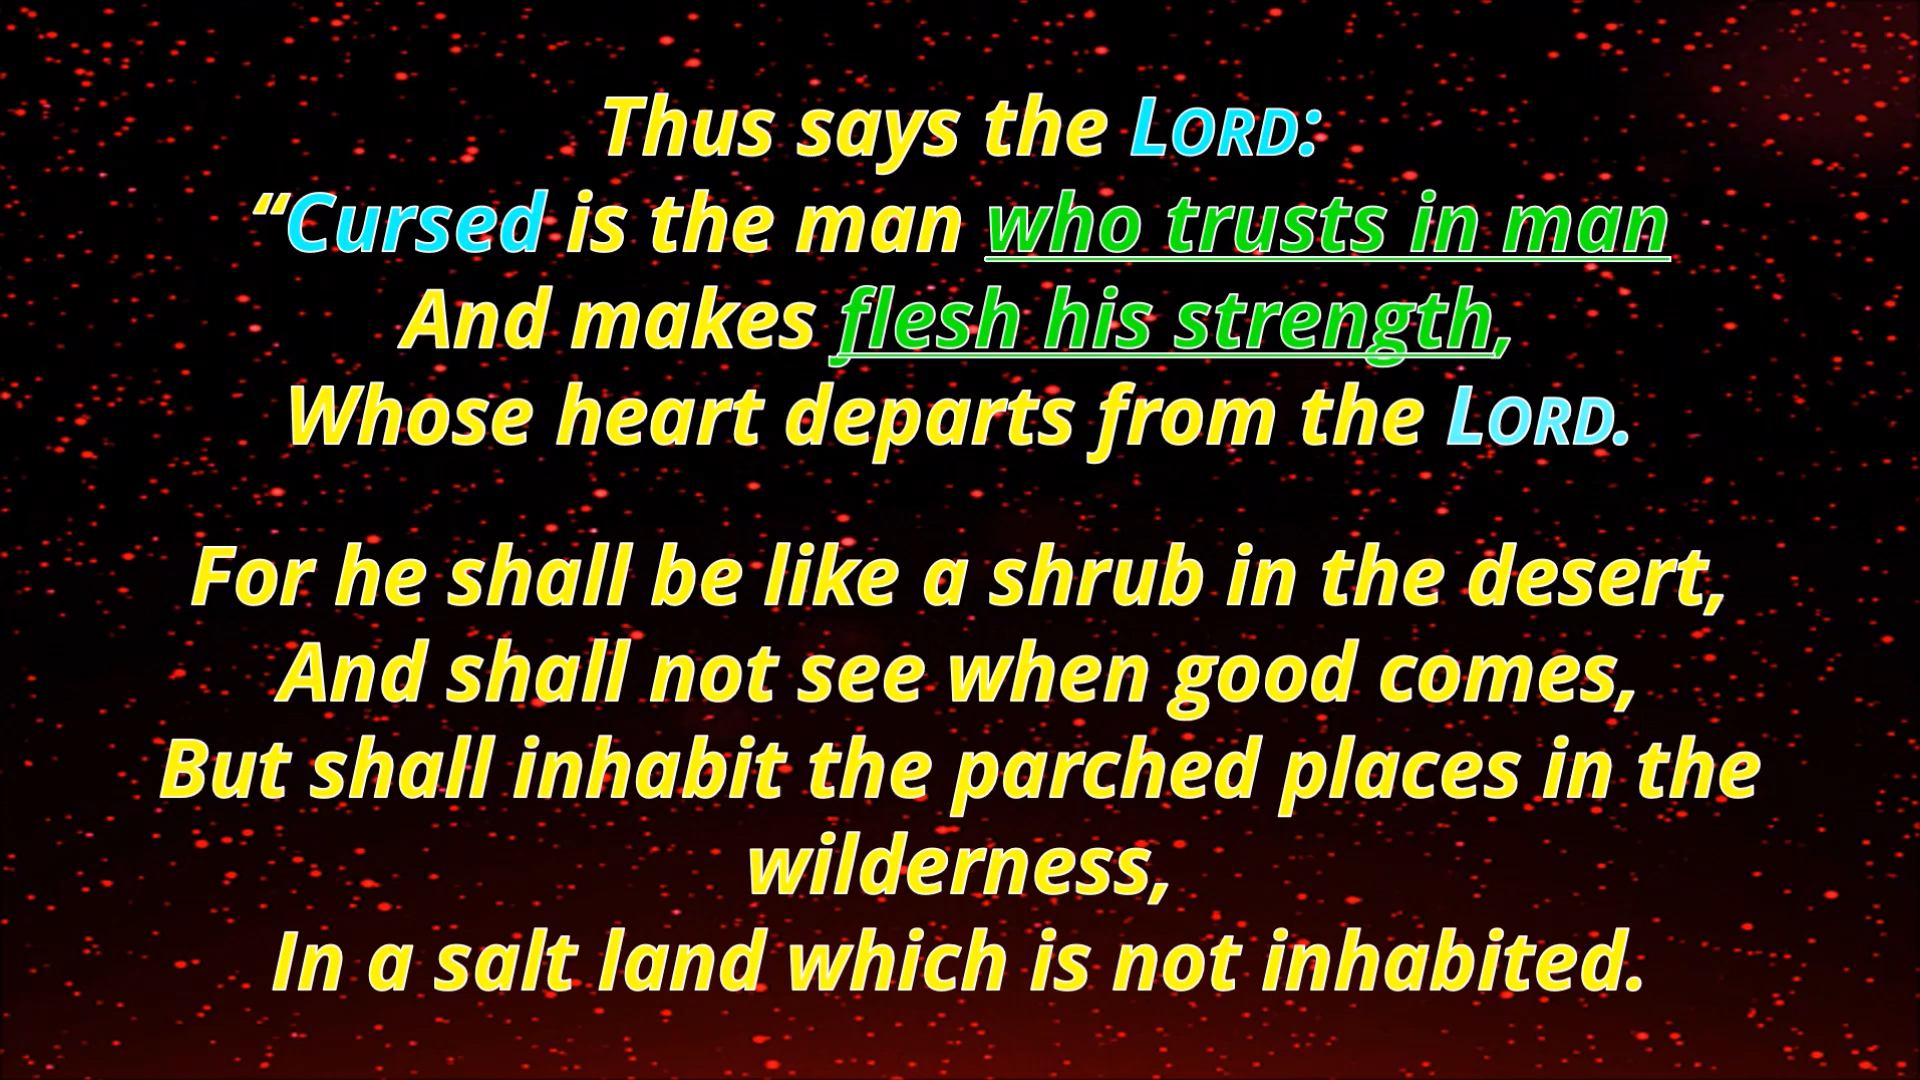 Thus says the LORD:
“Cursed is the man who trusts in man
And makes flesh his strength,
Whose heart departs from the LORD.
For he shall be like a shrub in the desert,
And shall not see when good comes,
But shall inhabit the parched places in the
wilderness,
In a salt land which is not inhabited.